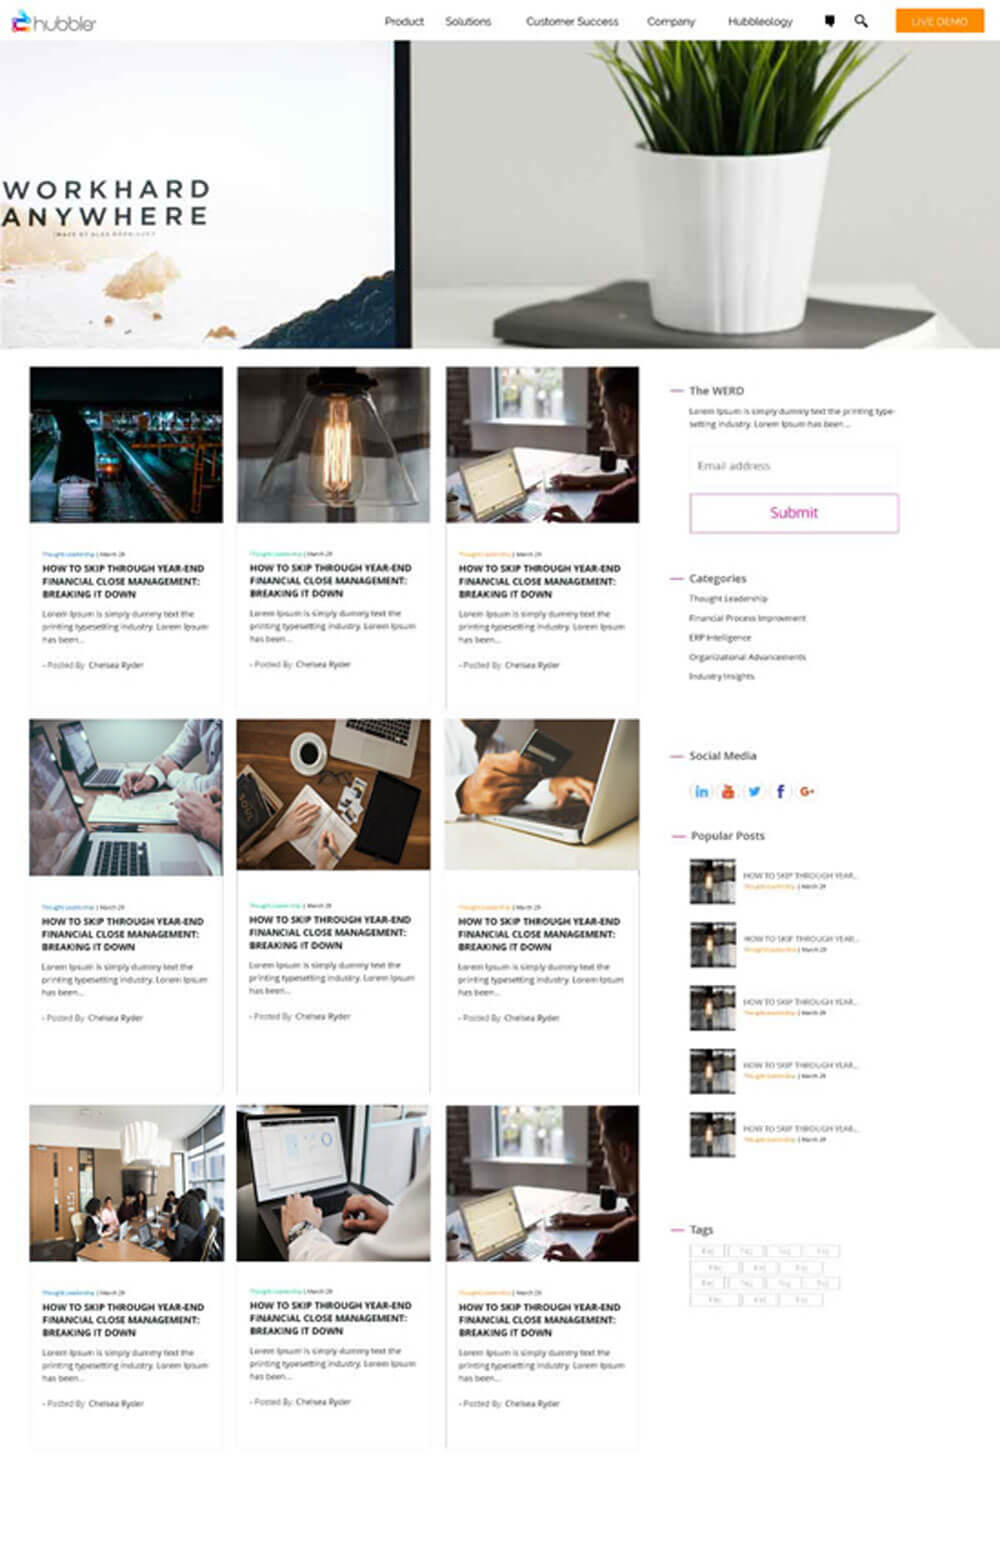 hubble
Product Solutions Customer Success Company Hubbleology LIVE DEMO
WORKHARD
ANYWHERE
Thought Leadership | March 29
HOW TO SKIP THROUGH YEAR-END
FINANCIAL CLOSE MANAGEMENT:
BREAKING IT DOWN
Lorem Ipsum is simply dummy text the
printing typesetting industry. Lorem Ipsum
has been...
- Posted By: Chelsea Ryder
Thought Leadership | March 29
HOW TO SKIP THROUGH YEAR-END
FINANCIAL CLOSE MANAGEMENT:
BREAKING IT DOWN
Lorem Ipsum is simply dummy text the
printing typesetting industry. Lorem Ipsum
has been...
- Posted By: Chelsea Ryder
Thought Leadership | March 29
HOW TO SKIP THROUGH YEAR-END
FINANCIAL CLOSE MANAGEMENT:
BREAKING IT DOWN
Lorem Ipsum is simply dummy text the
printing typesetting industry. Lorem Ipsum
has been...
- Posted By: Chelsea Ryder
Thought Leadership | March 29
HOW TO SKIP THROUGH YEAR-END
FINANCIAL CLOSE MANAGEMENT:
BREAKING IT DOWN
Lorem Ipsum is simply dummy text the
printing typesetting industry. Lorem Ipsum
has been...
- Posted By: Chelsea Ryder
Thought Leadership | March 29
HOW TO SKIP THROUGH YEAR-END
FINANCIAL CLOSE MANAGEMENT:
BREAKING IT DOWN
Lorem Ipsum is simply dummy text the
printing typesetting industry. Lorem Ipsum
has been...
- Posted By: Chelsea Ryder
Thought Leadership | March 29
HOW TO SKIP THROUGH YEAR-END
FINANCIAL CLOSE MANAGEMENT:
BREAKING IT DOWN
Lorem Ipsum is simply dummy text the
printing typesetting industry. Lorem Ipsum
has been...
- Posted By: Chelsea Ryder
Thought Leadership | March 29
HOW TO SKIP THROUGH YEAR-END
FINANCIAL CLOSE MANAGEMENT:
BREAKING IT DOWN
Lorem Ipsum is simply dummy text the
printing typesetting industry. Lorem Ipsum
has been...
- Posted By: Chelsea Ryder
Thought Leadership | March 29
HOW TO SKIP THROUGH YEAR-END
FINANCIAL CLOSE MANAGEMENT:
BREAKING IT DOWN
Lorem Ipsum is simply dummy text the
printing typesetting industry. Lorem Ipsum
has been...
- Posted By: Chelsea Ryder
Thought Leadership | March 29
HOW TO SKIP THROUGH YEAR-END
FINANCIAL CLOSE MANAGEMENT:
BREAKING IT DOWN
Lorem Ipsum is simply dummy text the
printing typesetting industry. Lorem Ipsum
has been...
- Posted By: Chelsea Ryder
The WERD
Lorem Ipsum is simply dummy text the printing type-
setting industry. Lorem Ipsum has been...
Email address
Submit
Categories
Thought Leadership
Financial Process Improvement
ERP Intelligence
Organizational Advancements
Industry Insights
Social Media
Popular Posts
HOW TO SKIP THROUGH YEAR...
Thought Leadership | March 29
HOW TO SKIP THROUGH YEAR...
Thought Leadership | March 29
HOW TO SKIP THROUGH YEAR...
Thought Leadership | March 29
HOW TO SKIP THROUGH YEAR...
Thought Leadership | March 29
HOW TO SKIP THROUGH YEAR...
Thought Leadership | March 29
Tags